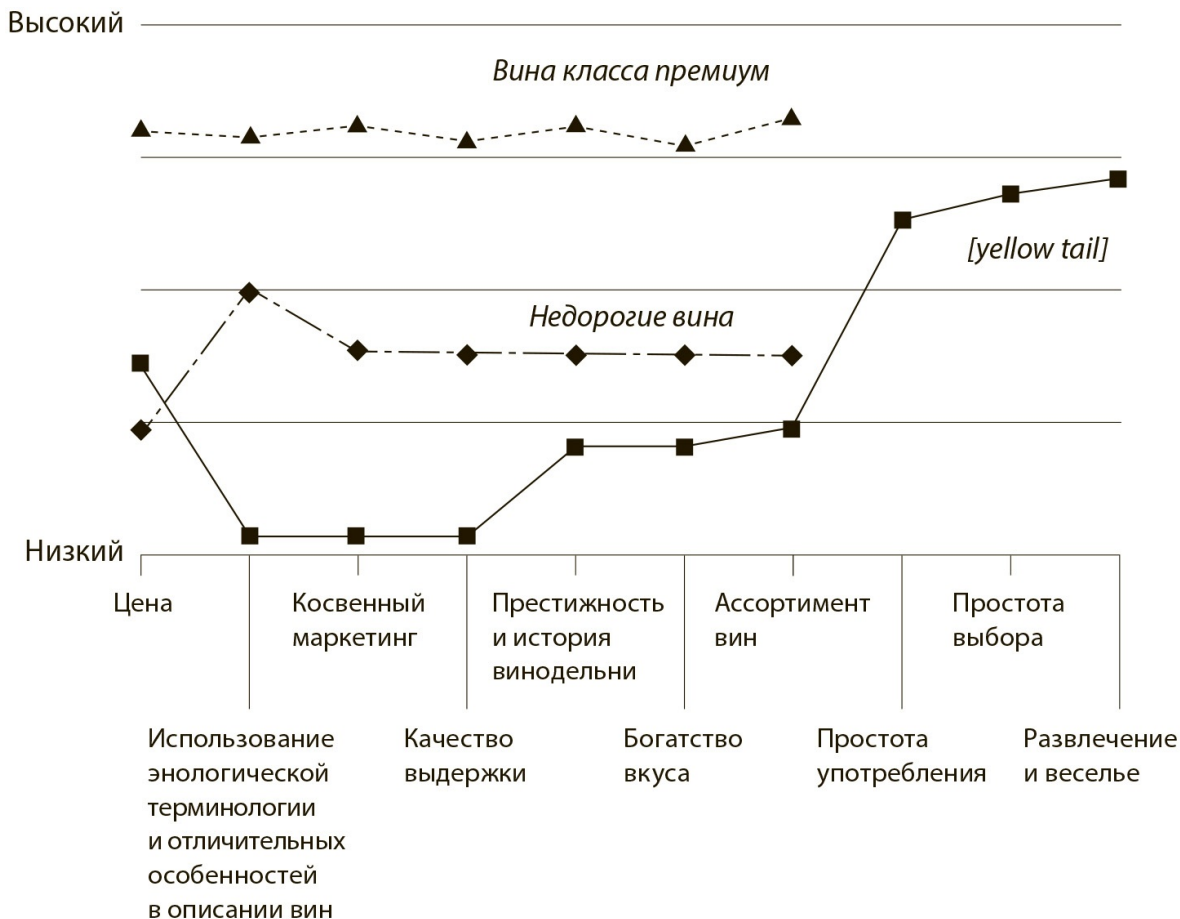 Высокий
Вина класса премиум
[yellow tail]
Недорогие вина
Низкий
Цена
Косвенный
маркетинг
Престижность
и история
винодельни
Ассортимент
вин
Простота
выбора
Использование
энологической
терминологии
и отличительных
особенностей
в описании вин
Качество
выдержки
Богатство
вкуса
Простота
употребления
Развлечение
и веселье